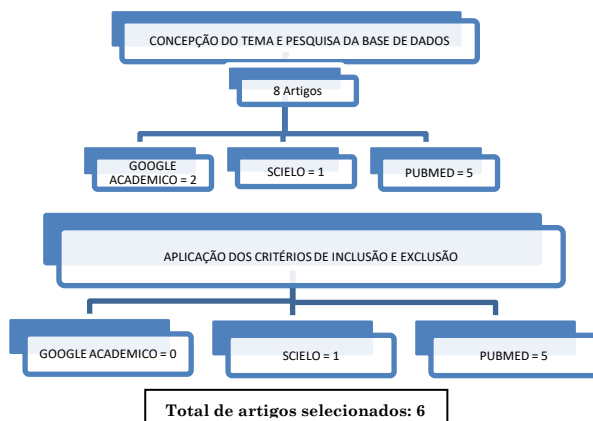 CONCEPÇÃO DO TEMA E PESQUISA DA BASE DE DADOS
8 Artigos
GOOGLE
ACADEMICO = 2
SCIELO = 1
PUBMED = 5
APLICAÇÃO DOS CRITÉRIOS DE INCLUSÃO E EXCLUSÃO
GOOGLE ACADEMICO = 0
SCIELO = 1
PUBMED = 5
Total de artigos selecionados: 6